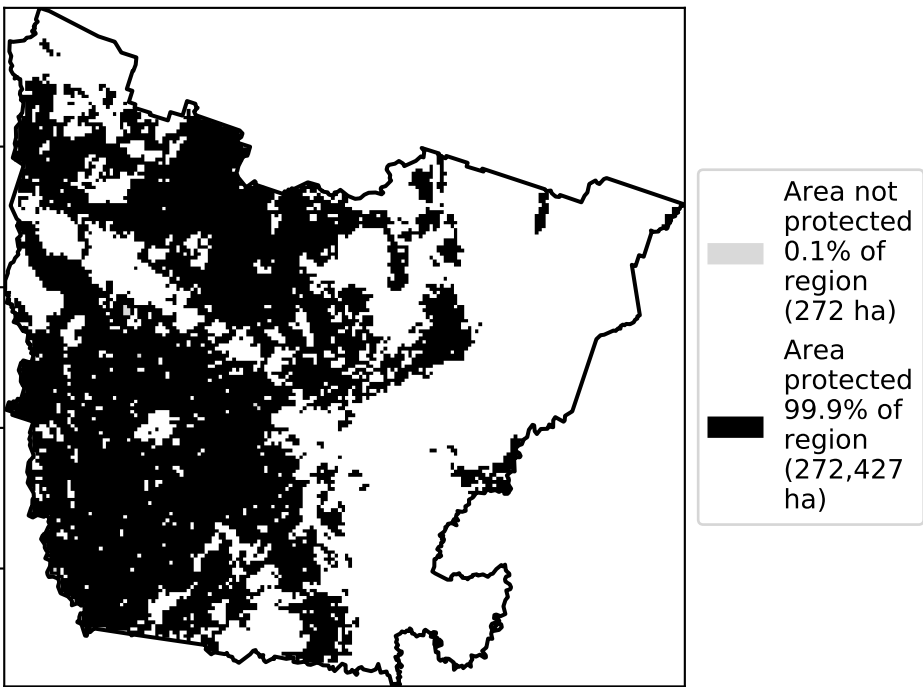 Area not
protected
0.1% of
region
(272 ha)
Area
protected
99.9% of
region
(272,427
ha)